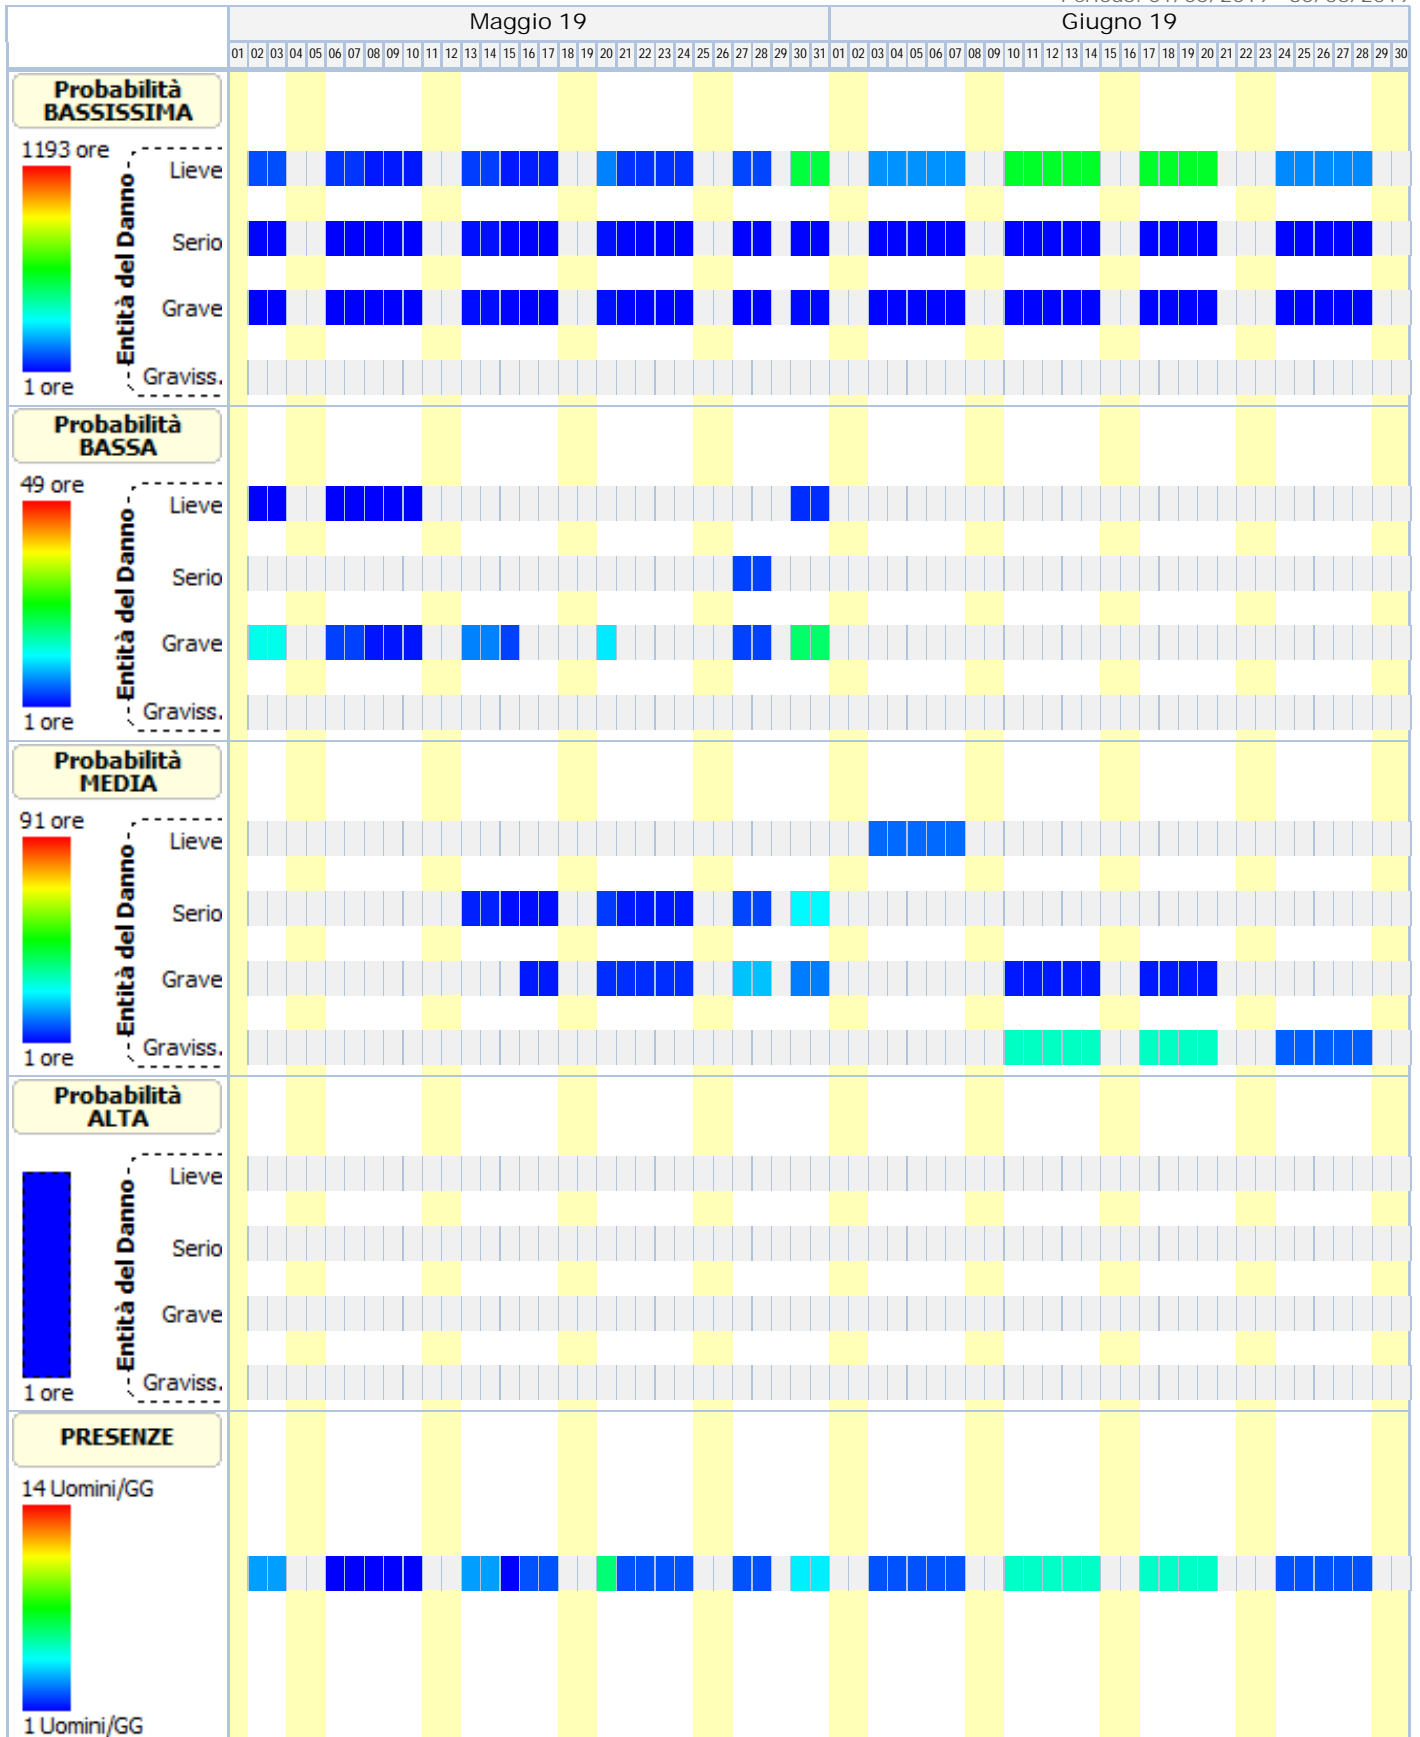 Maggio 19 Giugno 19
01 02 03 04 05 06 07 08 09 10 11 12 13 14 15 16 17 18 19 20 21 22 23 24 25 26 27 28 29 30 31 01 02 03 04 05 06 07 08 09 10 11 12 13 14 15 16 17 18 19 20 21 22 23 24 25 26 27 28 29 30
Probabilità
BASSISSIMA
1193 ore
Entità del Danno
Lieve
Serio
Grave
Graviss.
1 ore
Probabilità
BASSA
49 ore
Entità del Danno
Lieve
Serio
Grave
Graviss.
1 ore
Probabilità
MEDIA
91 ore
Entità del Danno
Lieve
Serio
Grave
Graviss.
1 ore
Probabilità
ALTA
Entità del Danno
Lieve
Serio
Grave
Graviss.
1 ore
PRESENZE
14 Uomini/GG
1 Uomini/GG